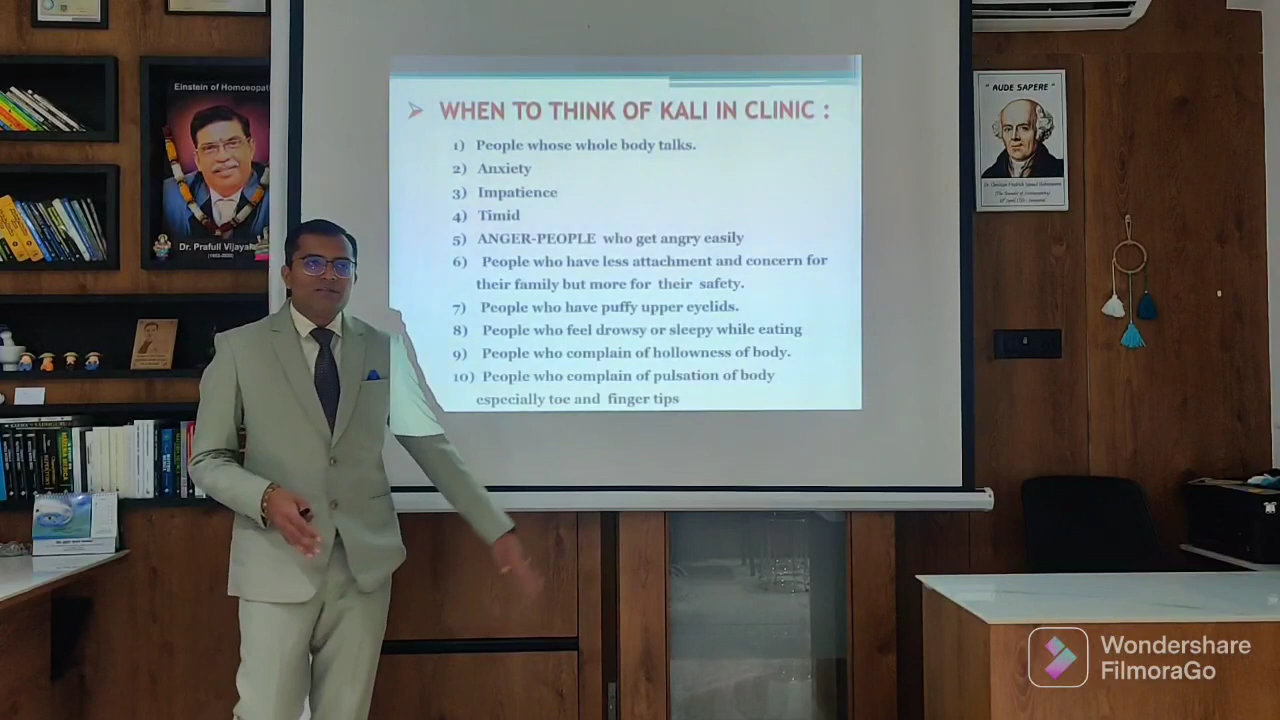 Einstein of Homoeopat
Dr. Prafull Vijayak
WHEN TO THINK OF KALI IN CLINIC :
1) People whose whole body talks.
2) Anxiety
3) Impatience
4) Timid
5) ANGER-PEOPLE who get angry easily
6) People who have less attachment and concern for
their family but more for their safety.
7) People who have puffy upper eyelids.
8) People who feel drowsy or sleepy while eating
9) People who complain of hollowness of body.
10) People who complain of pulsation of body
especially toe and finger tips
" AUDE SAPERE "
Wondershare
FilmoraGo